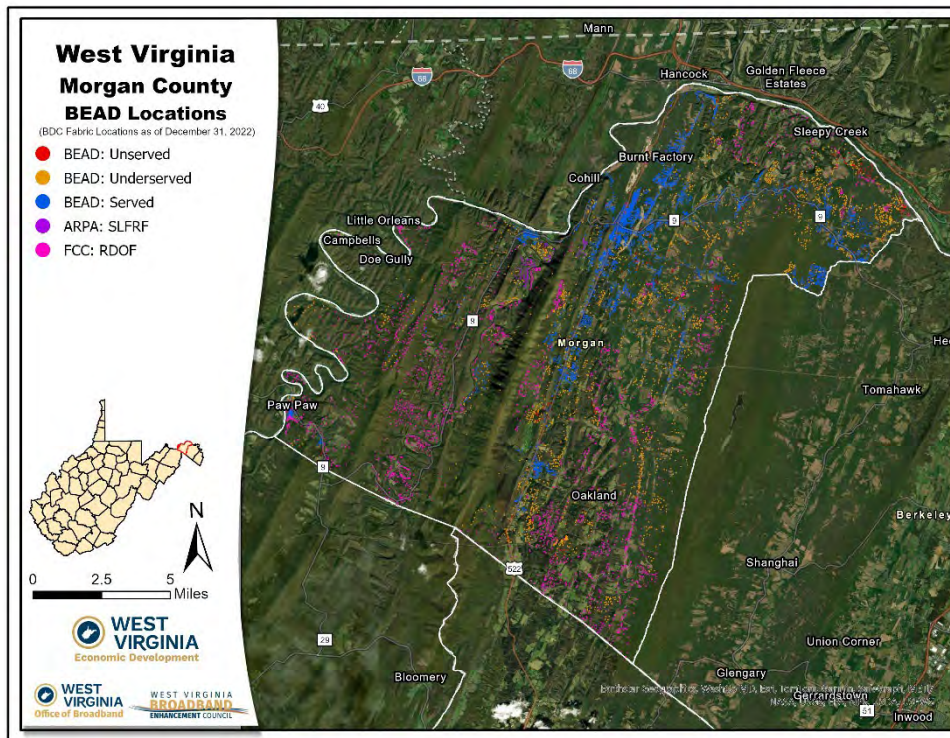 West Virginia
Morgan County
BEAD Locations
(BDC Fabric Locations as of December 31, 2022)
BEAD: Unserved
BEAD: Underserved
BEAD: Served
ARPA: SLFRF
FCC: RDOF
N
0 2.5 5
Miles
WEST
VIRGINIA
Economic Development
WEST
VIRGINIA
Office of Broadband
WEST VIRGINIA
BROADBAND
ENHANCEMENT COUNCIL
Mann
68
68
40
Hancock
Golden Fleece
Estates
Sleepy Creek
Burnt Factory
Cohill
9
9
Little Orleans
Campbells
Doe Gully
9
Morgan
Hed
Tomahawk
Paw Paw
9
Oakland
Berkeley
522
Shanghai
29
Union Corner
Bloomery
Glengary
Gerrardstown
51
Inwood